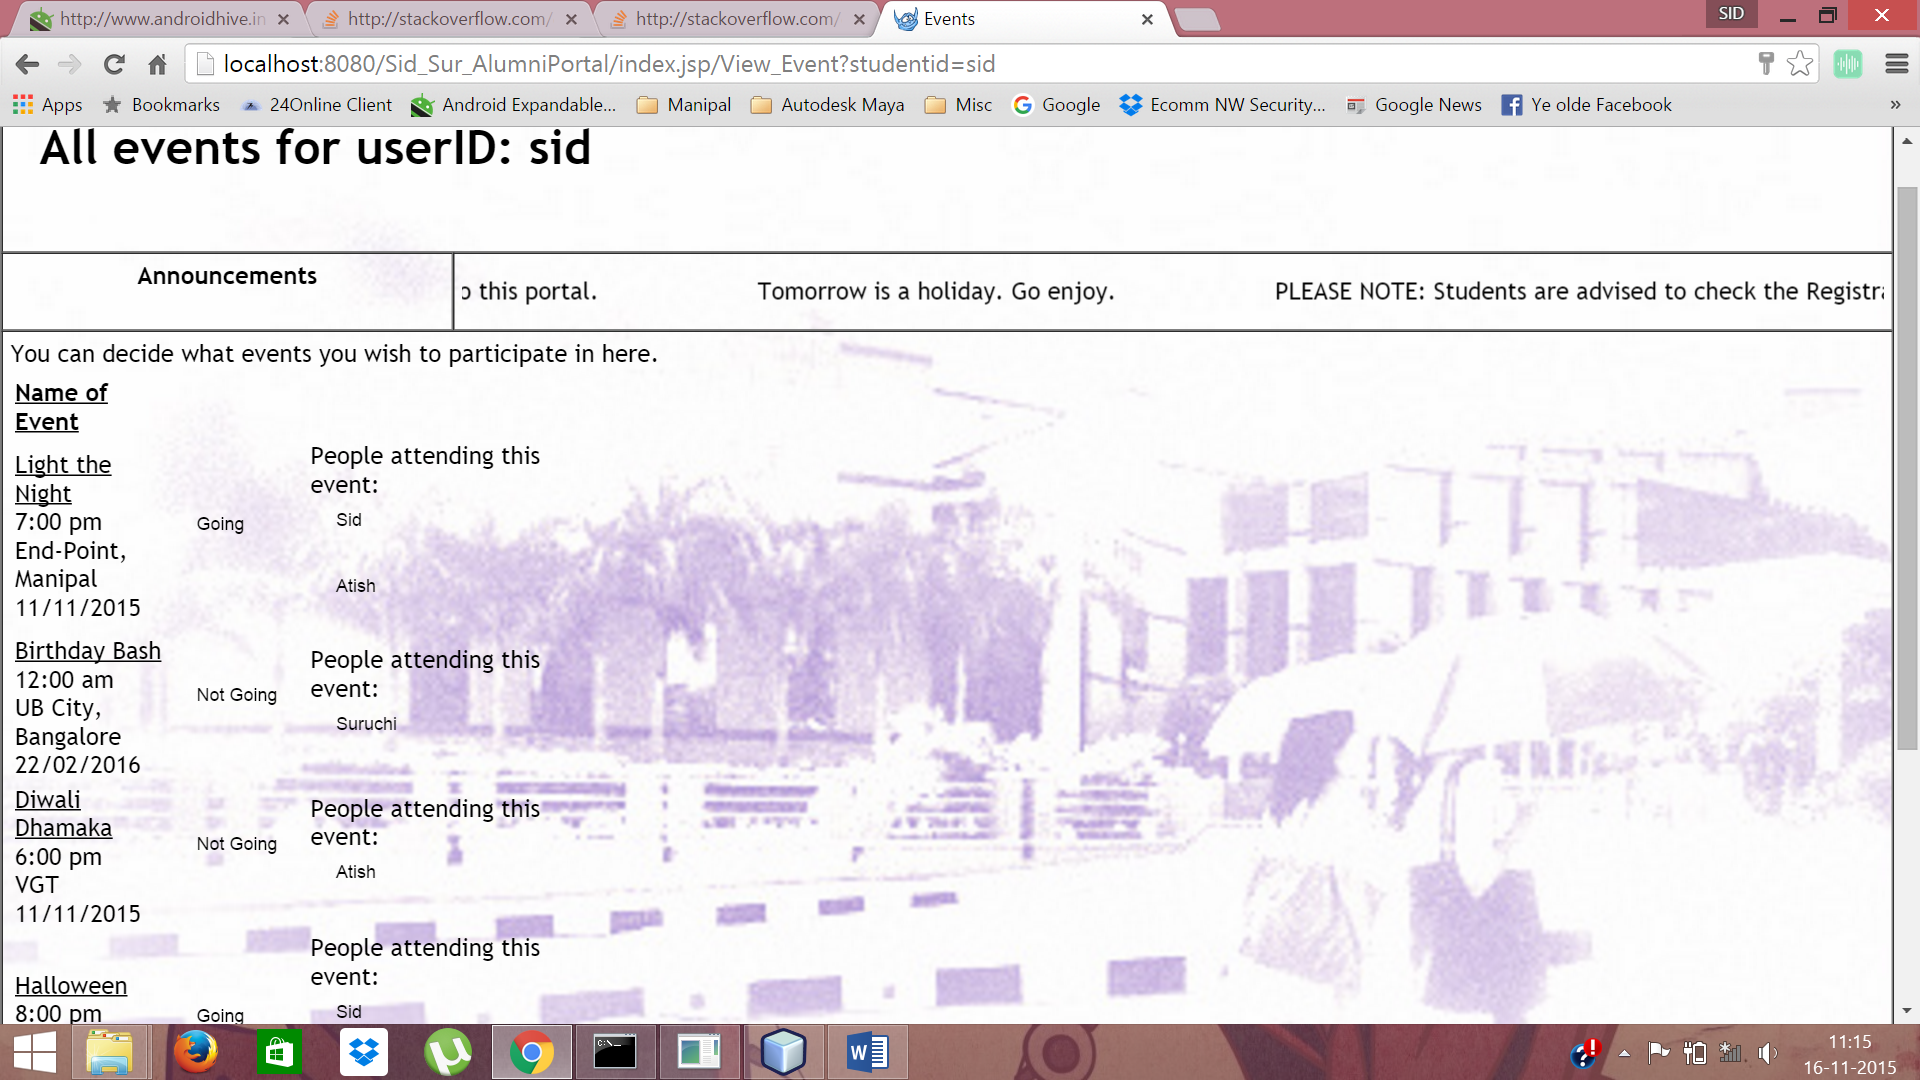 http://www.androidhive.in
http://stackoverflow.com/
http://stackoverflow.com/
Events
SID
localhost:8080/Sid_Sur_AlumniPortal/index.jsp/View_Event?studentid=sid
Apps
Bookmarks
24Online Client
Android Expandable...
Manipal
Autodesk Maya
Misc
Google
Ecomm NW Security...
Google News
Ye olde Facebook
»
All events for userID: sid
Announcements
o this portal.
Tomorrow is a holiday. Go enjoy.
PLEASE NOTE: Students are advised to check the Registra
You can decide what events you wish to participate in here.
Name of
Event
Light the
Night
7:00 pm
End-Point,
Manipal
11/11/2015
Going
People attending this
event:
Sid
Atish
Birthday Bash
12:00 am
UB City,
Bangalore
22/02/2016
Not Going
People attending this
event:
Suruchi
Diwali
Dhamaka
6:00 pm
VGT
11/11/2015
Not Going
People attending this
event:
Atish
Halloween
8:00 pm
Going
People attending this
event:
Sid
11:15
16-11-2015